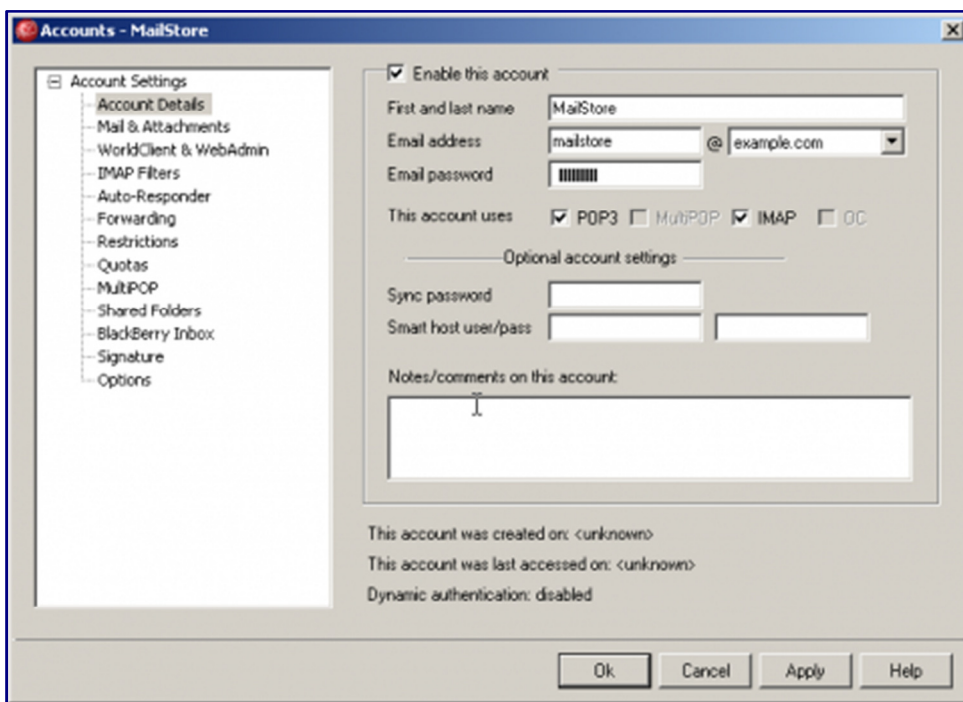 Accounts - MailStore
Account Settings
Account Details
Mail & Attachments
WorldClient & WebAdmin
IMAP Filters
Auto-Responder
Forwarding
Restrictions
Quotas
MultiPOP
Shared Folders
BlackBerry Inbox
Signature
Options
Enable this account
First and last name MailStore
Email address mailstore @ example.com
Email password
This account uses POP3 MultiPOP IMAP OC
Optional account settings
Sync password
Smart host user/pass
Notes/comments on this account:
This account was created on: <unknown>
This account was last accessed on: <unknown>
Dynamic authentication: disabled
Ok Cancel Apply Help